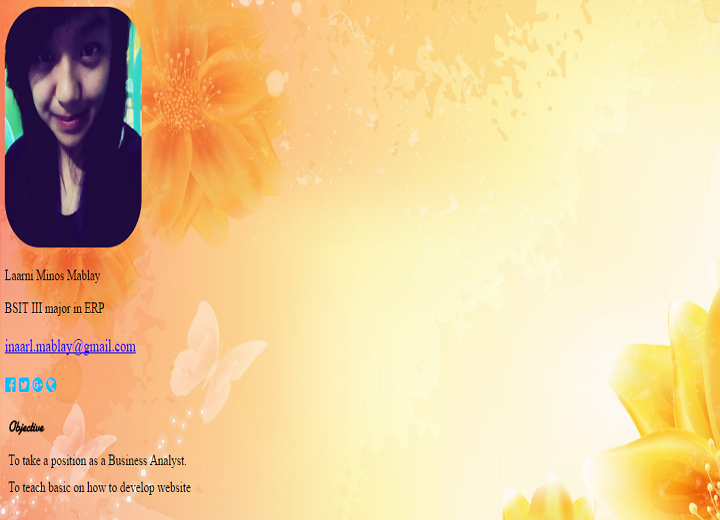 Laarni Minos Mablay
BSIT III major in ERP
inaarl.mablay@gmail.com
Objective
To take a position as a Business Analyst.
To teach basic on how to develop website